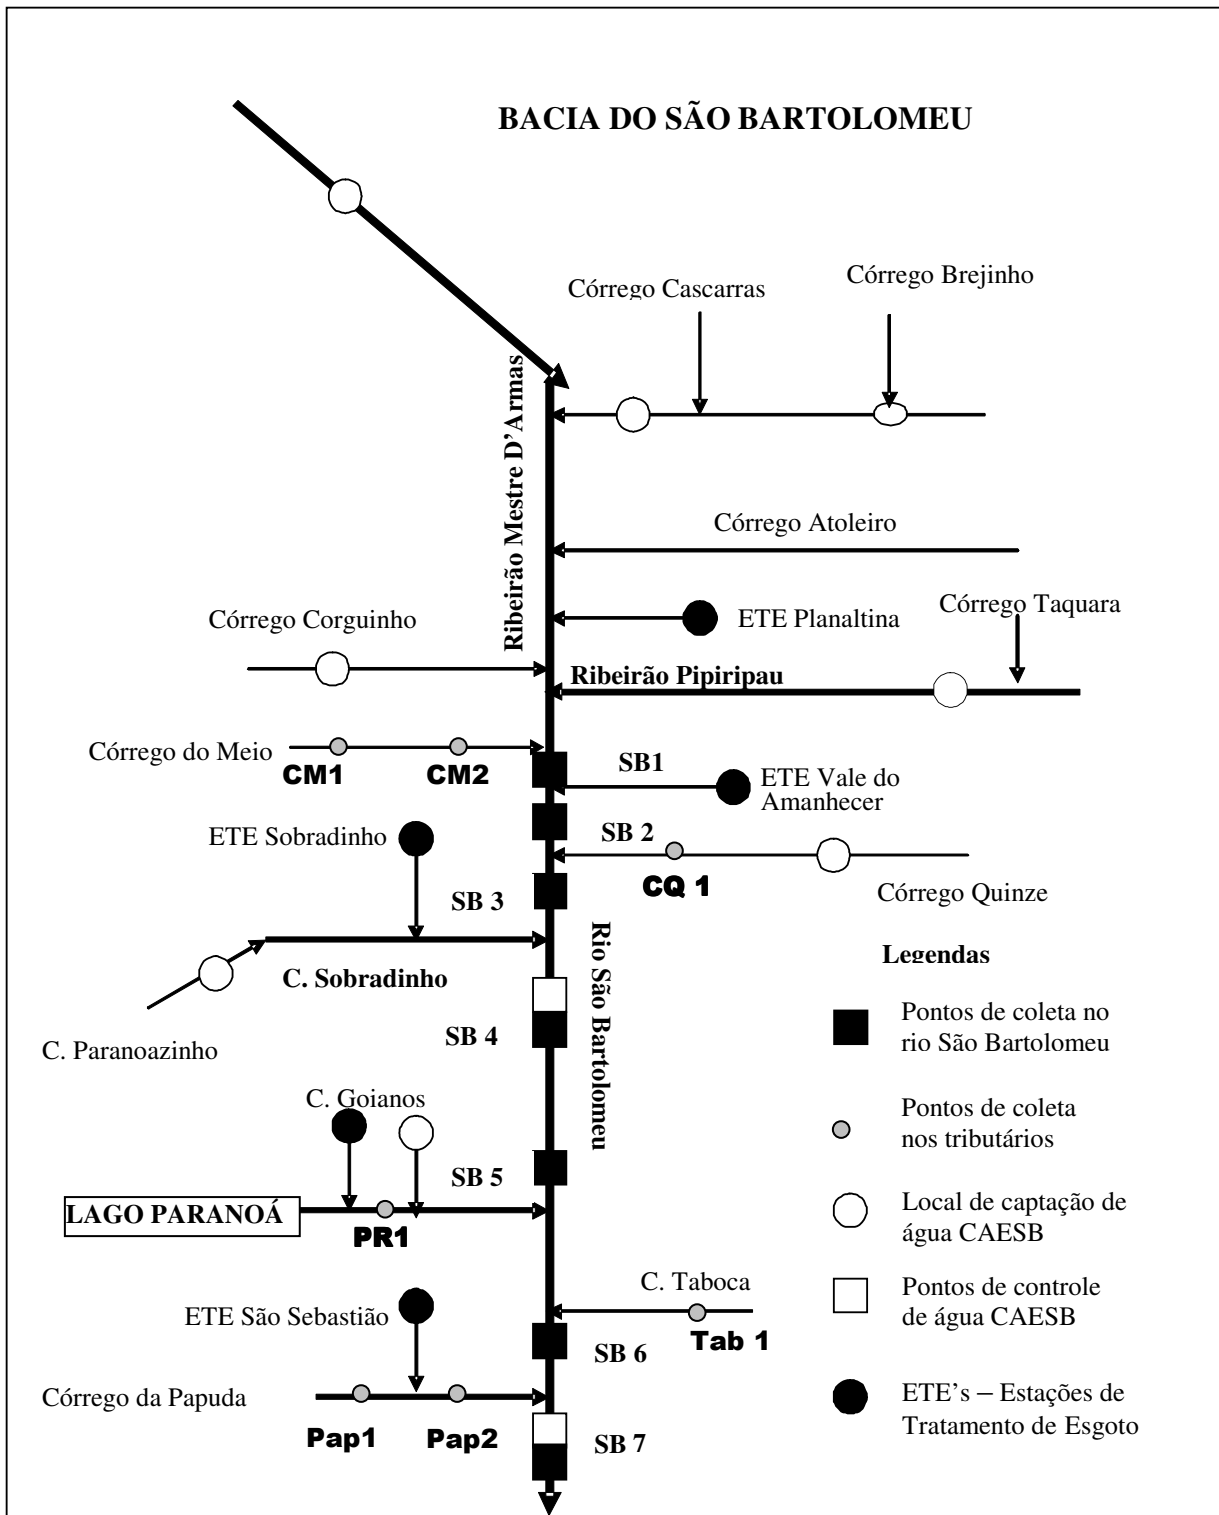 BACIA DO SÃO BARTOLOMEU
Córrego Cascarras
Córrego Brejinho
Ribeirão Mestre D'Armas
Córrego Atoleiro
ETE Planaltina
Córrego Taquara
Córrego Corguinho
Ribeirão Pipiripau
Córrego do Meio
CM1
CM2
SB1
ETE Vale do
Amanhecer
ETE Sobradinho
SB 2
CQ 1
Córrego Quinze
SB 3
C. Sobradinho
C. Paranoazinho
Rio São Bartolomeu
SB 4
Legendas
Pontos de coleta no
rio São Bartolomeu
Pontos de coleta
nos tributários
Local de captação de
água CAESB
Pontos de controle
de água CAESB
ETE's – Estações de
Tratamento de Esgoto
C. Goianos
SB 5
LAGO PARANOÁ
PR1
C. Taboca
Tab 1
ETE São Sebastião
SB 6
Córrego da Papuda
Pap1
Pap2
SB 7